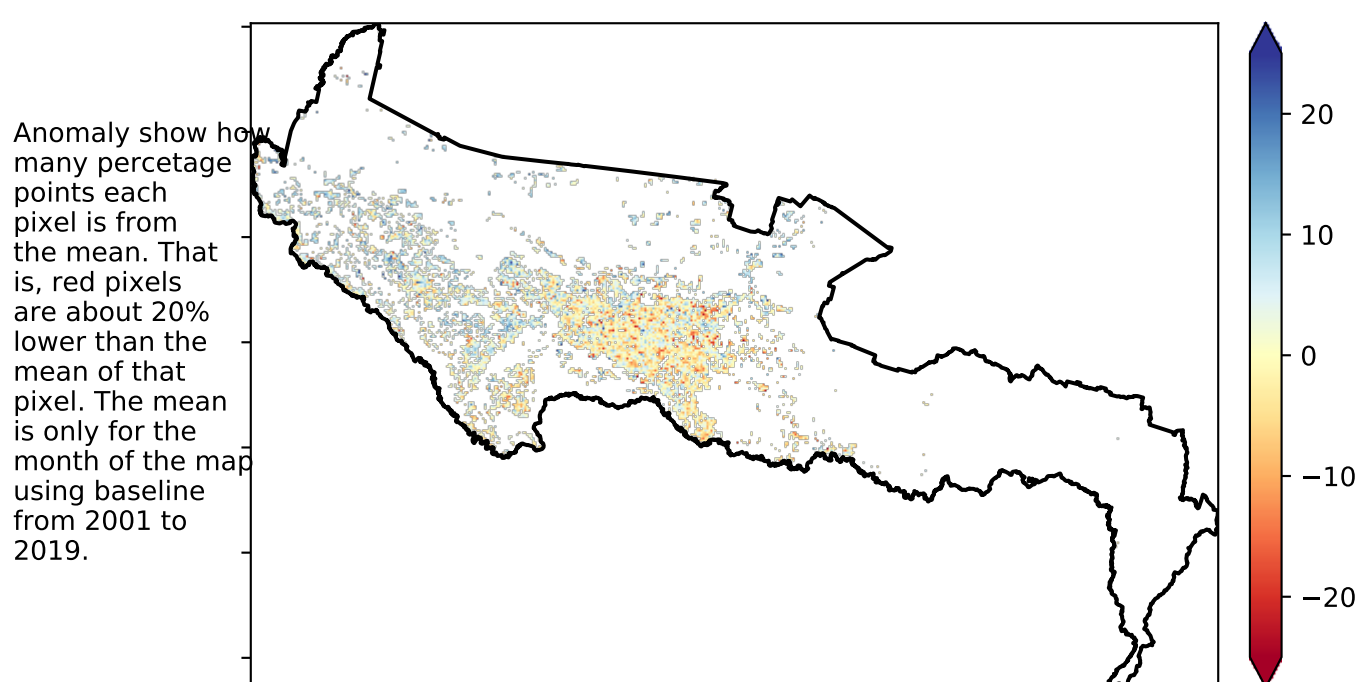 Anomaly show how
many percetage
points each
pixel is from
the mean. That
is, red pixels
are about 20%
lower than the
mean of that
pixel. The mean
is only for the
month of the map
using baseline
from 2001 to
2019.
20
10
0
−10
−20